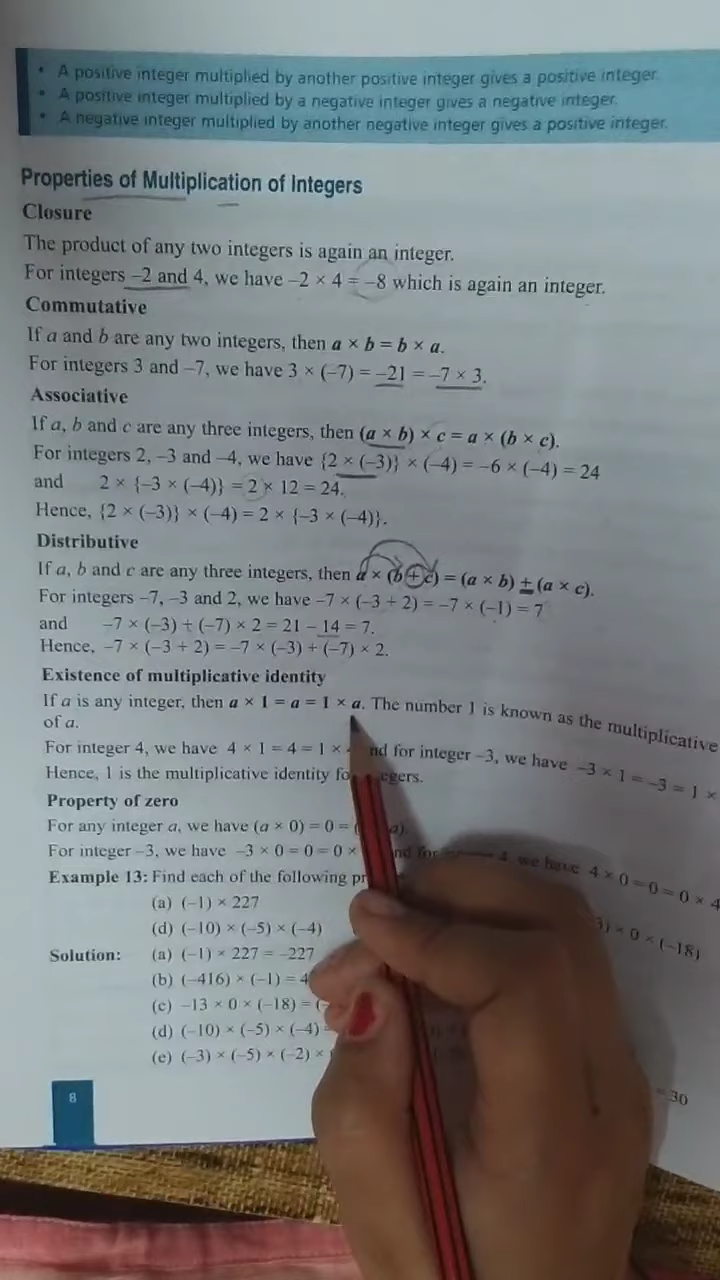 • A positive integer multiplied by another positive integer gives a positive integer.
• A positive integer multiplied by a negative integer gives a negative integer.
• A negative integer multiplied by another negative integer gives a positive integer.
Properties of Multiplication of Integers
Closure
The product of any two integers is again an integer.
For integers –2 and 4, we have –2 × 4 = –8 which is again an integer.
Commutative
If a and b are any two integers, then a × b = b × a.
For integers 3 and –7, we have 3 × (–7) = –21 = –7 × 3.
Associative
If a, b and c are any three integers, then (a × b) × c = a × (b × c).
For integers 2, –3 and –4, we have {2 × (–3)} × (–4) = –6 × (–4) = 24
and 2 × {–3 × (–4)} = 2 × 12 = 24.
Hence, {2 × (–3)} × (–4) = 2 × {–3 × (–4)}.
Distributive
If a, b and c are any three integers, then a × (b + c) = (a × b) + (a × c).
For integers –7, –3 and 2, we have –7 × (–3 + 2) = –7 × (–1) = 7
and –7 × (–3) + (–7) × 2 = 21 – 14 = 7.
Hence, –7 × (–3 + 2) = –7 × (–3) + (–7) × 2.
Existence of multiplicative identity
If a is any integer, then a × 1 = a = 1 × a. The number 1 is known as the multiplicative
of a.
For integer 4, we have 4 × 1 = 4 = 1 × and for integer –3, we have –3 × 1 = –3 = 1 ×
Hence, 1 is the multiplicative identity
Property of zero
For any integer a, we have (a × 0) = 0 = a).
For integer –3, we have –3 × 0 = 0 = 0 × we have 4 × 0 = 0 = 0 × 4
Example 13: Find each of the following
(a) (–1) × 227
(d) (–10) × (–5) × (–4) × 0 × (–18)
Solution: (a) (–1) × 227 = –227
(b) (–416) × (–1) = 4
(c) –13 × 0 × (–18) =
(d) (–10) × (–5) × (–4)
(e) (–3) × (–5) × (–2) × = 30
8